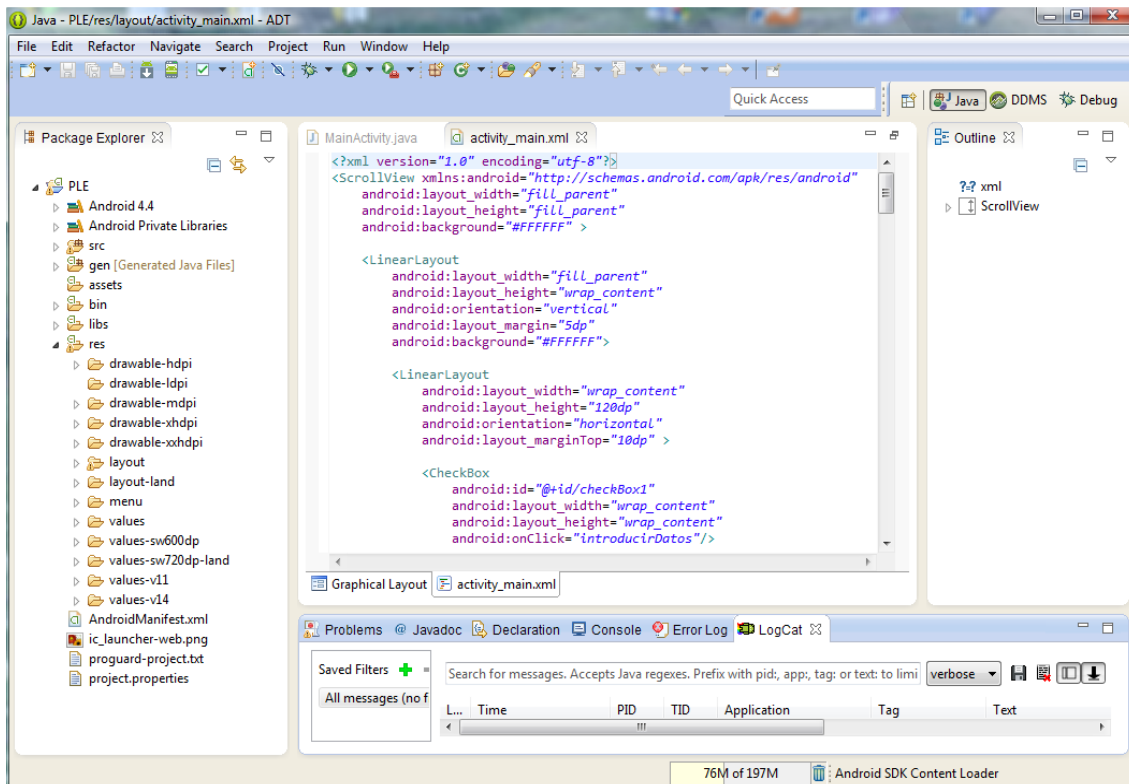 Java - PLE/res/layout/activity_main.xml - ADT
File Edit Refactor Navigate Search Project Run Window Help
Quick Access
Java DDMS Debug
Package Explorer
PLE
Android 4.4
Android Private Libraries
src
gen [Generated Java Files]
assets
bin
libs
res
drawable-hdpi
drawable-ldpi
drawable-mdpi
drawable-xhdpi
drawable-xxhdpi
layout
layout-land
menu
values
values-sw600dp
values-sw720dp-land
values-v11
values-v14
AndroidManifest.xml
ic_launcher-web.png
proguard-project.txt
project.properties
MainActivity.java activity_main.xml
<?xml version="1.0" encoding="utf-8"?>
<ScrollView xmlns:android="http://schemas.android.com/apk/res/android"
android:layout_width="fill_parent"
android:layout_height="fill_parent"
android:background="#FFFFFF" >
<LinearLayout
android:layout_width="fill_parent"
android:layout_height="wrap_content"
android:orientation="vertical"
android:layout_margin="5dp"
android:background="#FFFFFF">
<LinearLayout
android:layout_width="wrap_content"
android:layout_height="120dp"
android:orientation="horizontal"
android:layout_marginTop="10dp" >
<CheckBox
android:id="@+id/checkBox1"
android:layout_width="wrap_content"
android:layout_height="wrap_content"
android:onClick="introducirDatos"/>
Graphical Layout activity_main.xml
Outline
?=? xml
ScrollView
Problems @ Javadoc Declaration Console Error Log LogCat
Saved Filters
All messages (no f
Search for messages. Accepts Java regexes. Prefix with pid:, app:, tag: or text: to limi
verbose
L... Time PID TID Application Tag Text
76M of 197M
Android SDK Content Loader